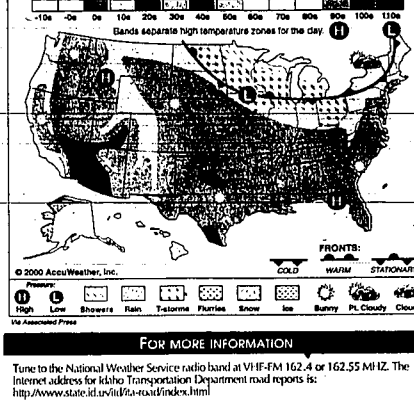 -10s -0s 0s 10s 20s 30s 40s 50s 60s 70s 80s 90s 100s 110s
Bands separate high temperature zones for the day. H L
H
L
H
FRONTS:
© 2000 AccuWeather, Inc.
COLD WARM STATIONAR
Pressure:
H L
High Low Showers Rain T-storms Flurries Snow Ice Sunny Pt. Cloudy Clou
Via Associated Press
FOR MORE INFORMATION
Tune to the National Weather Service radio band at VHF-FM 162.4 or 162.55 MHZ. The
Internet address for Idaho Transportation Department road reports is:
http://www.state.id.us/itd/ita-road/index.html